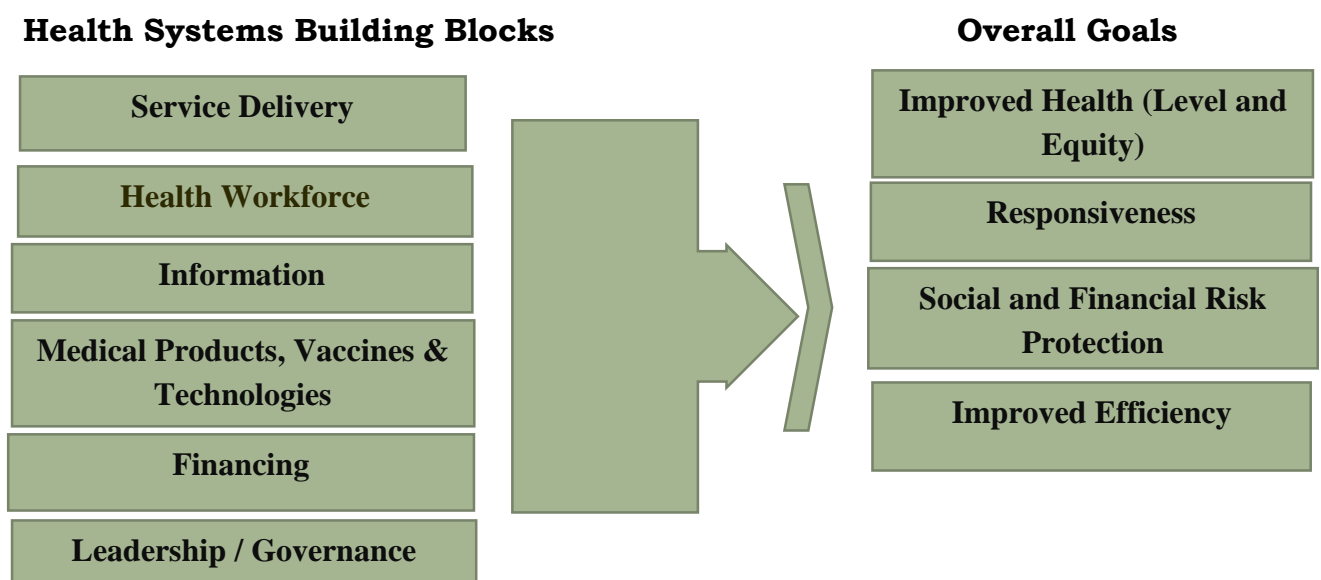 Health Systems Building Blocks
Service Delivery
Health Workforce
Information
Medical Products, Vaccines &
Technologies
Financing
Leadership / Governance
Overall Goals
Improved Health (Level and
Equity)
Responsiveness
Social and Financial Risk
Protection
Improved Efficiency